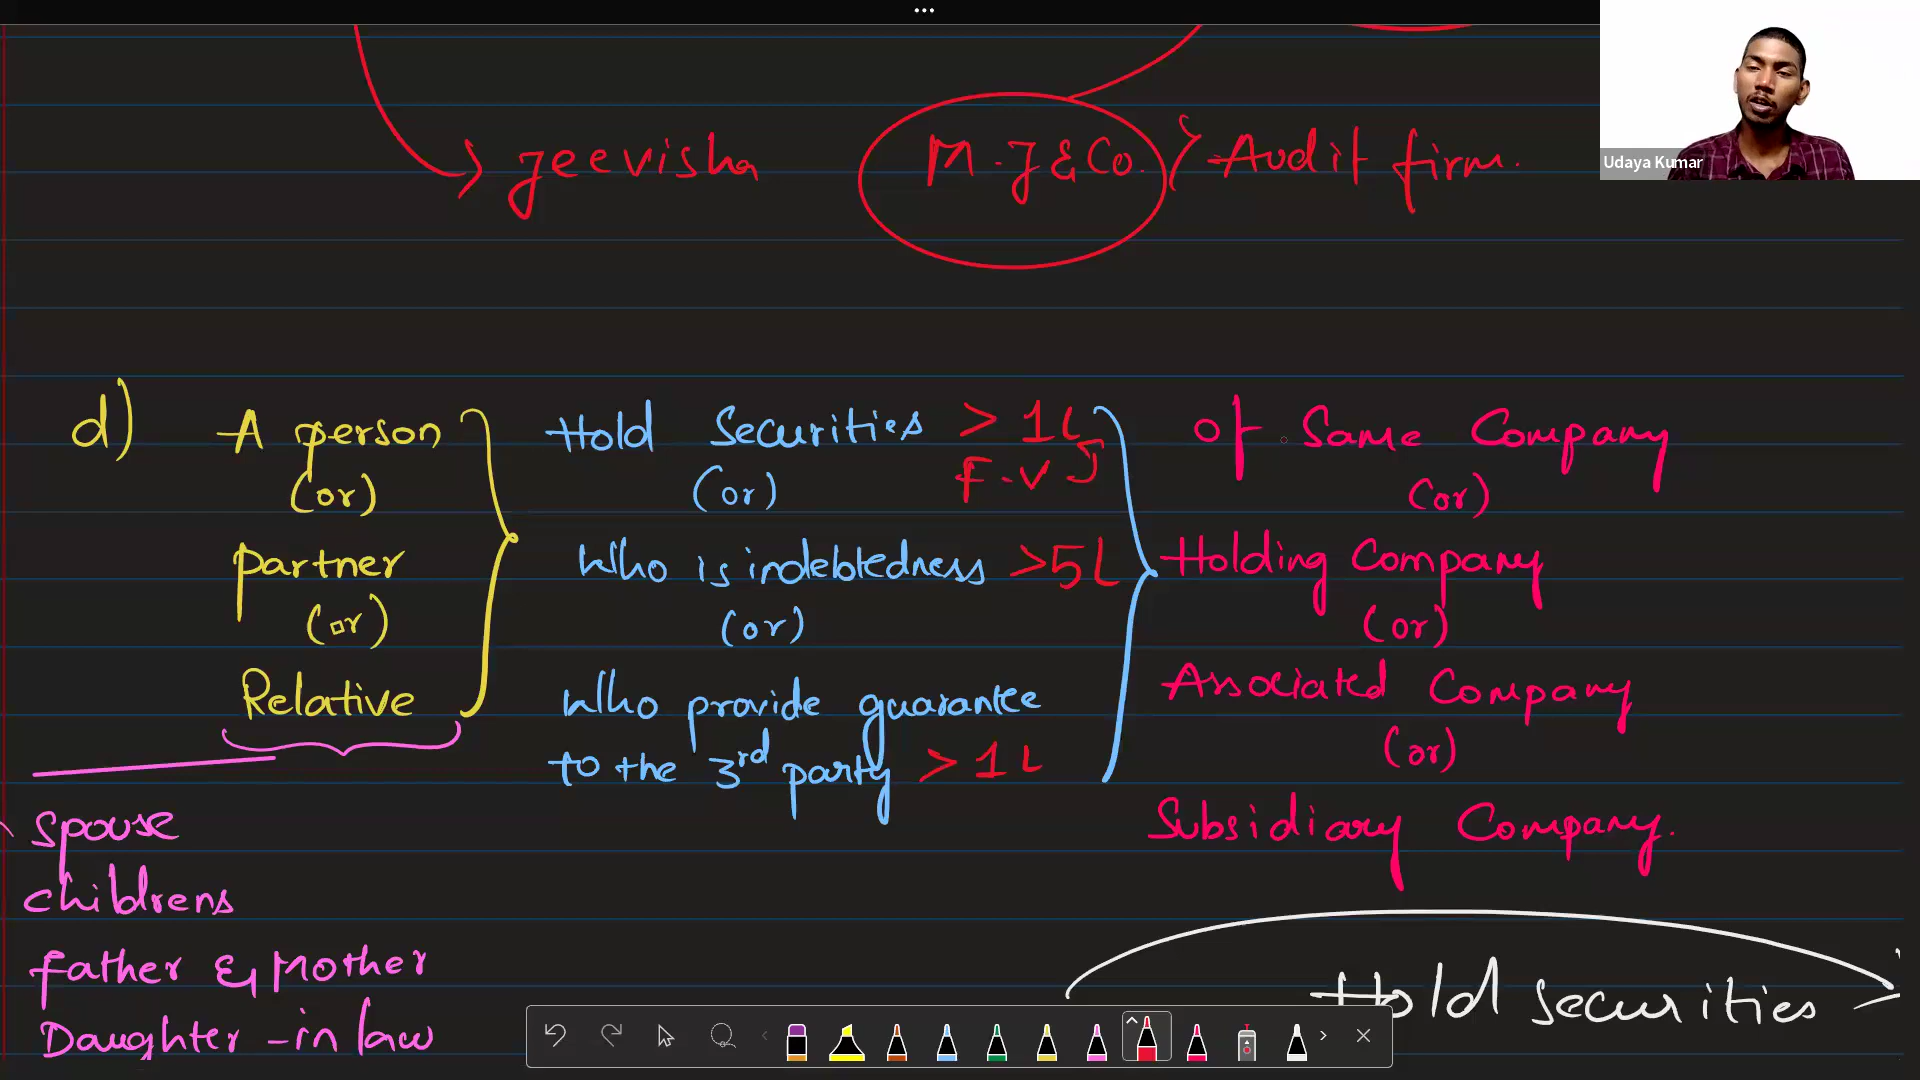 ...
Udaya Kumar
Jeevisha M.J & Co. Audit firm.
d) A person Hold Securities > 1L of Same Company
(or) (or) F.V (or)
partner Who is indebtedness >5L Holding Company
(or) (or) (or)
Relative Who provide guarantee Associated Company
to the 3rd party > 1L (or)
Spouse Subsidiary Company.
childrens
father & Mother Hold securities
Daughter-in law